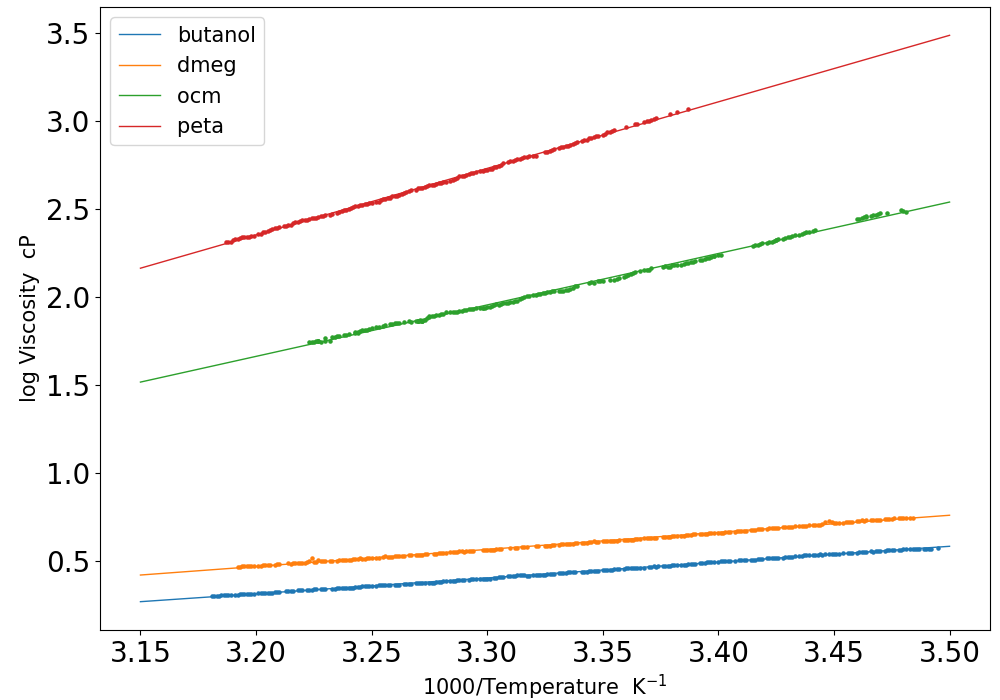 butanol
dmeg
ocm
peta
3.5
3.0
2.5
2.0
1.5
1.0
0.5
log Viscosity cP
3.15 3.20 3.25 3.30 3.35 3.40 3.45 3.50
1000/Temperature K⁻¹